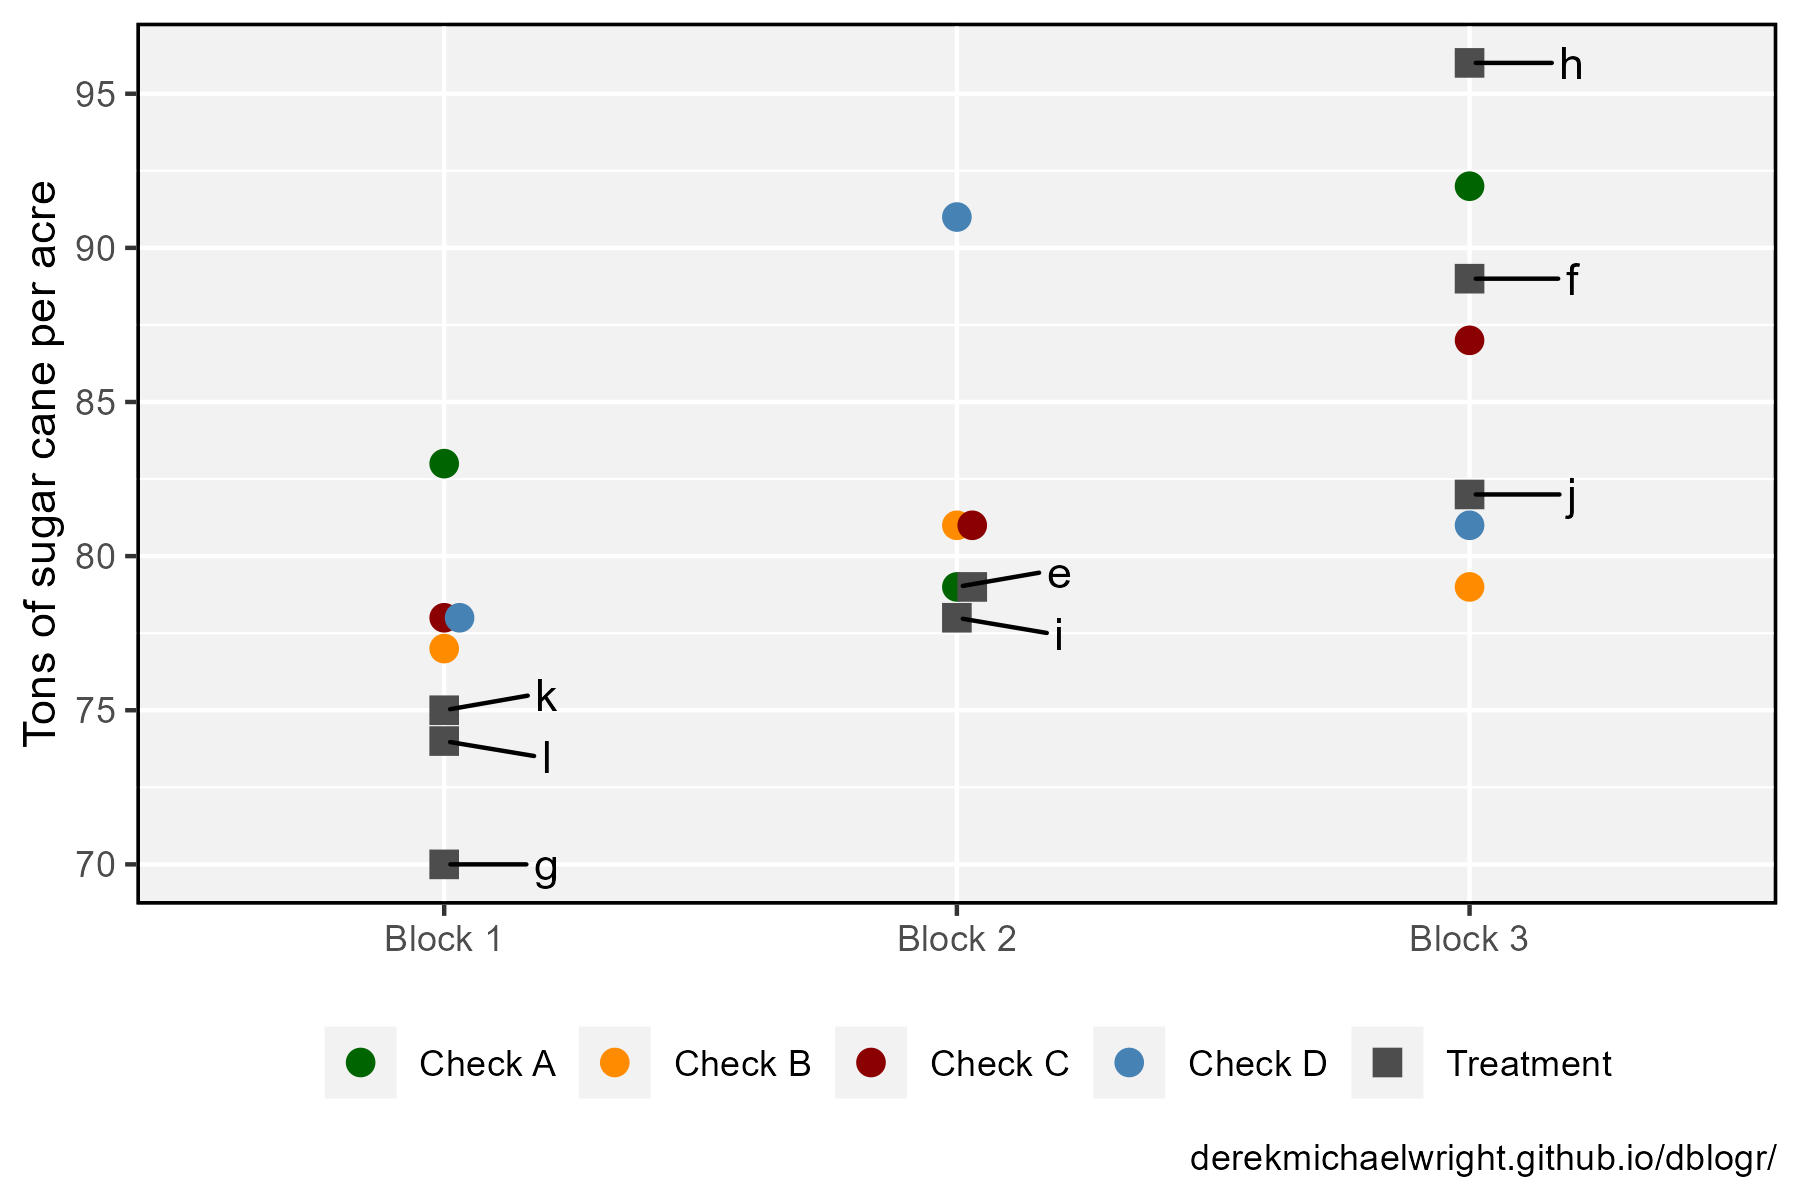 Tons of sugar cane per acre
95
90
85
80
75
70
h
f
j
e
i
k
l
g
Block 1 Block 2 Block 3
Check A Check B Check C Check D Treatment
derekmichaelwright.github.io/dblogr/